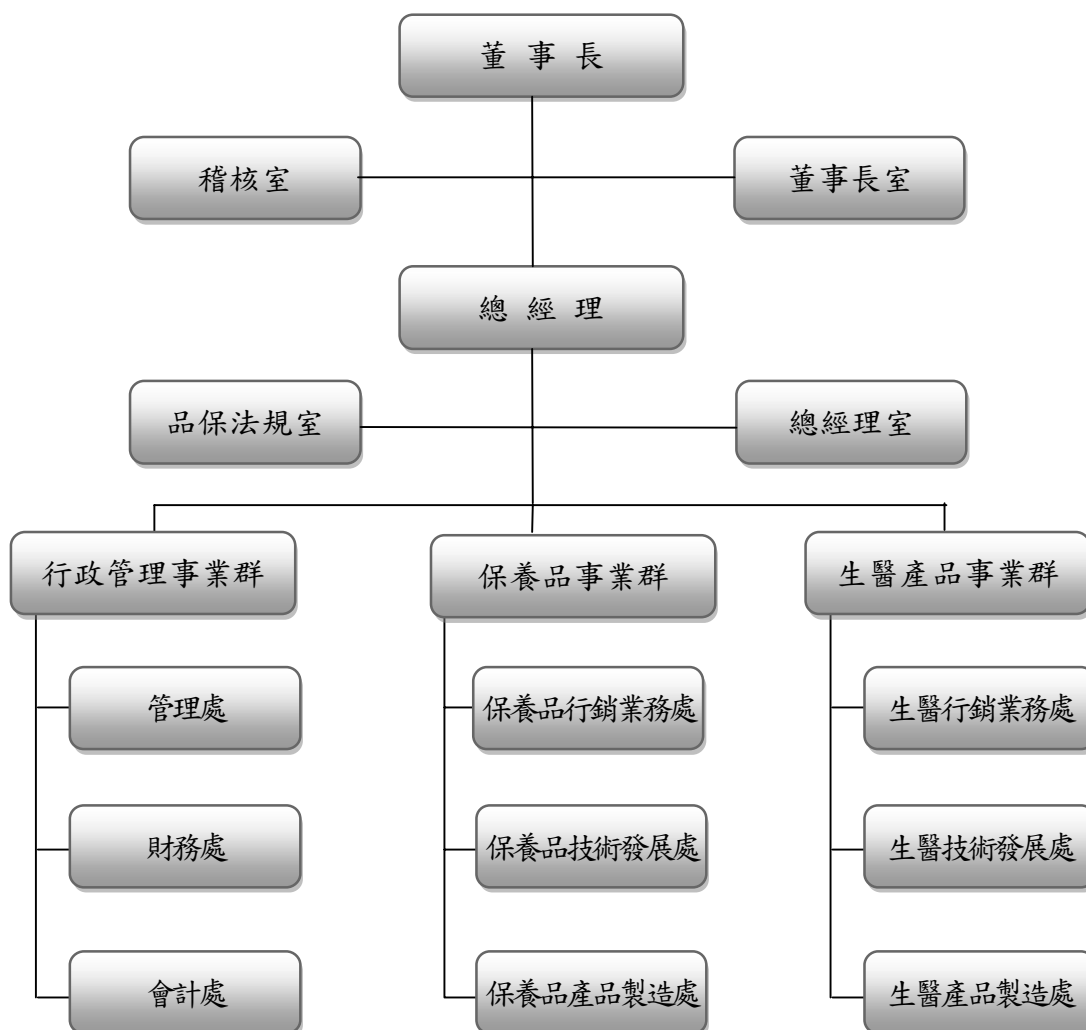 董 事 長
稽核室
董事長室
總 經 理
品保法規室
總經理室
行政管理事業群
保養品事業群
生醫產品事業群
管理處
保養品行銷業務處
生醫行銷業務處
財務處
保養品技術發展處
生醫技術發展處
會計處
保養品產品製造處
生醫產品製造處